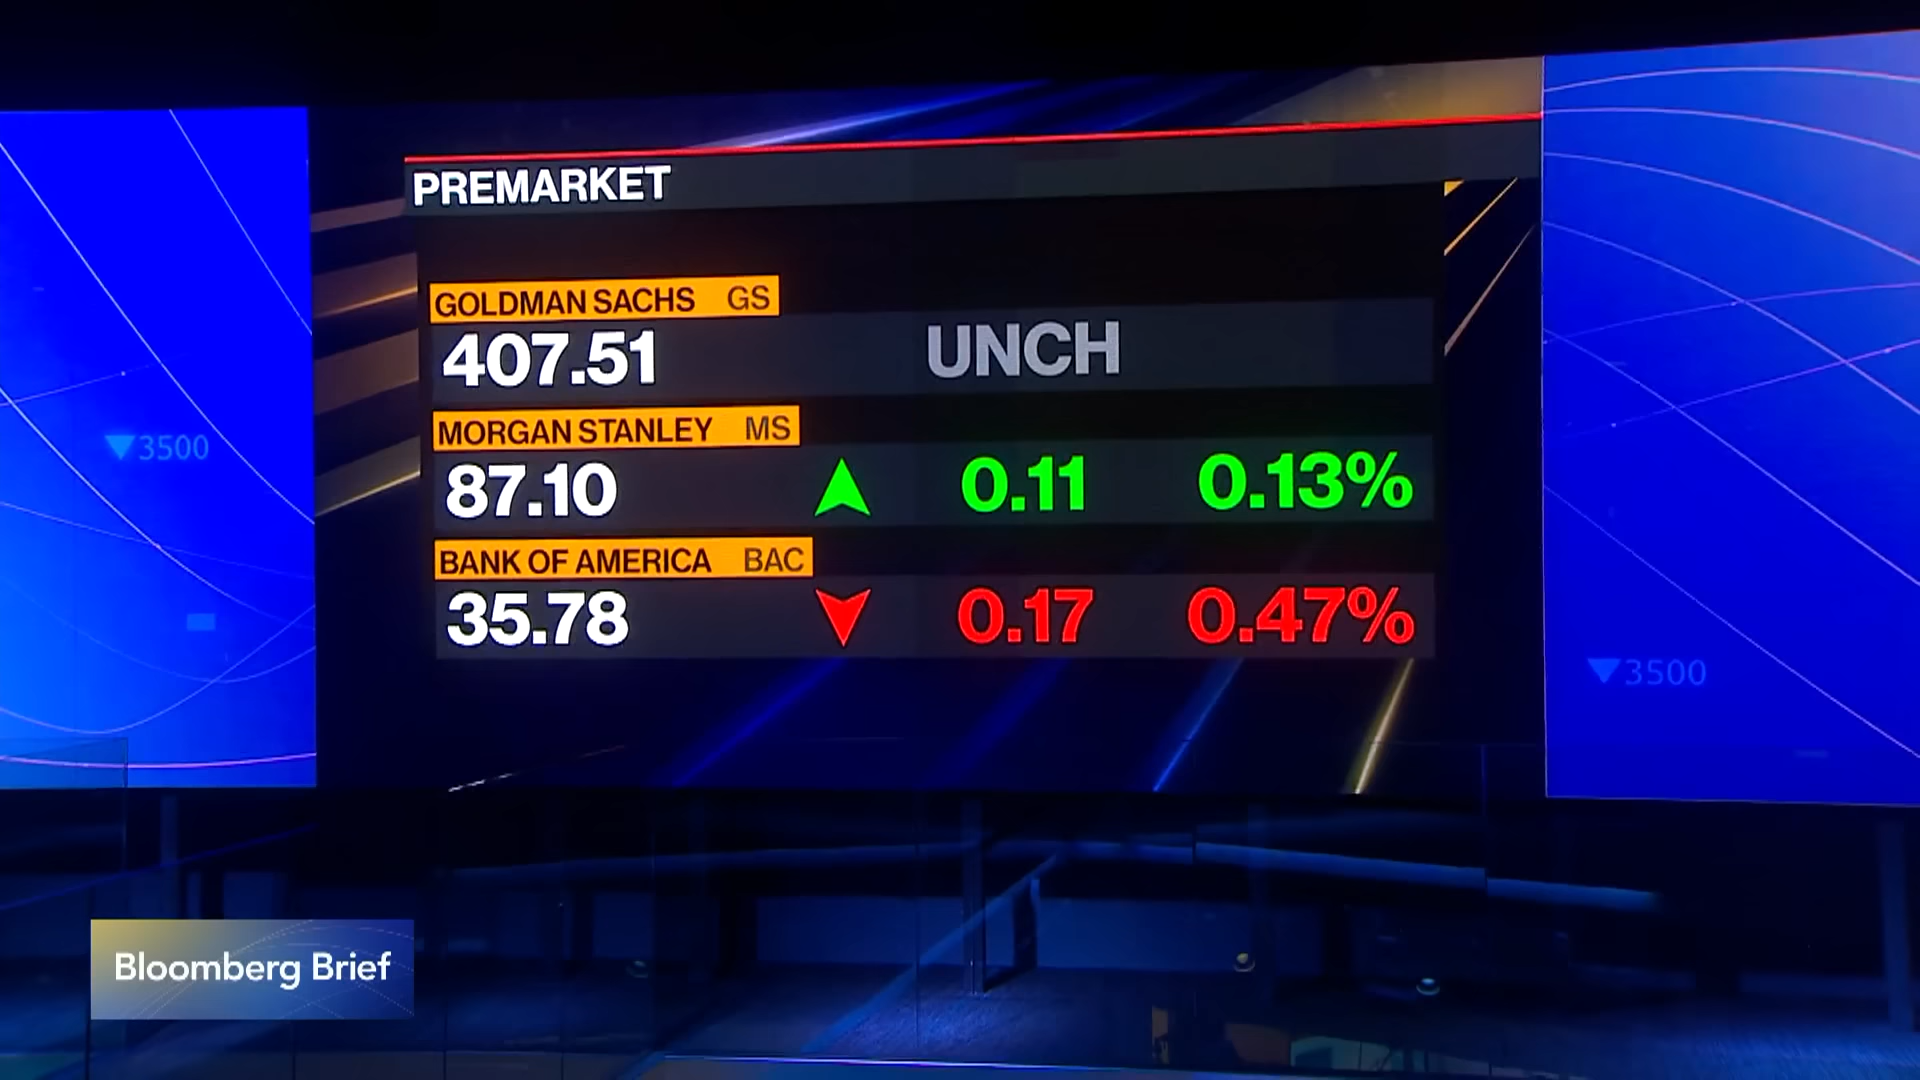 PREMARKET
GOLDMAN SACHS GS
407.51 UNCH
MORGAN STANLEY MS
87.10 ▲ 0.11 0.13%
BANK OF AMERICA BAC
35.78 ▼ 0.17 0.47%
▼3500
▼3500
Bloomberg Brief